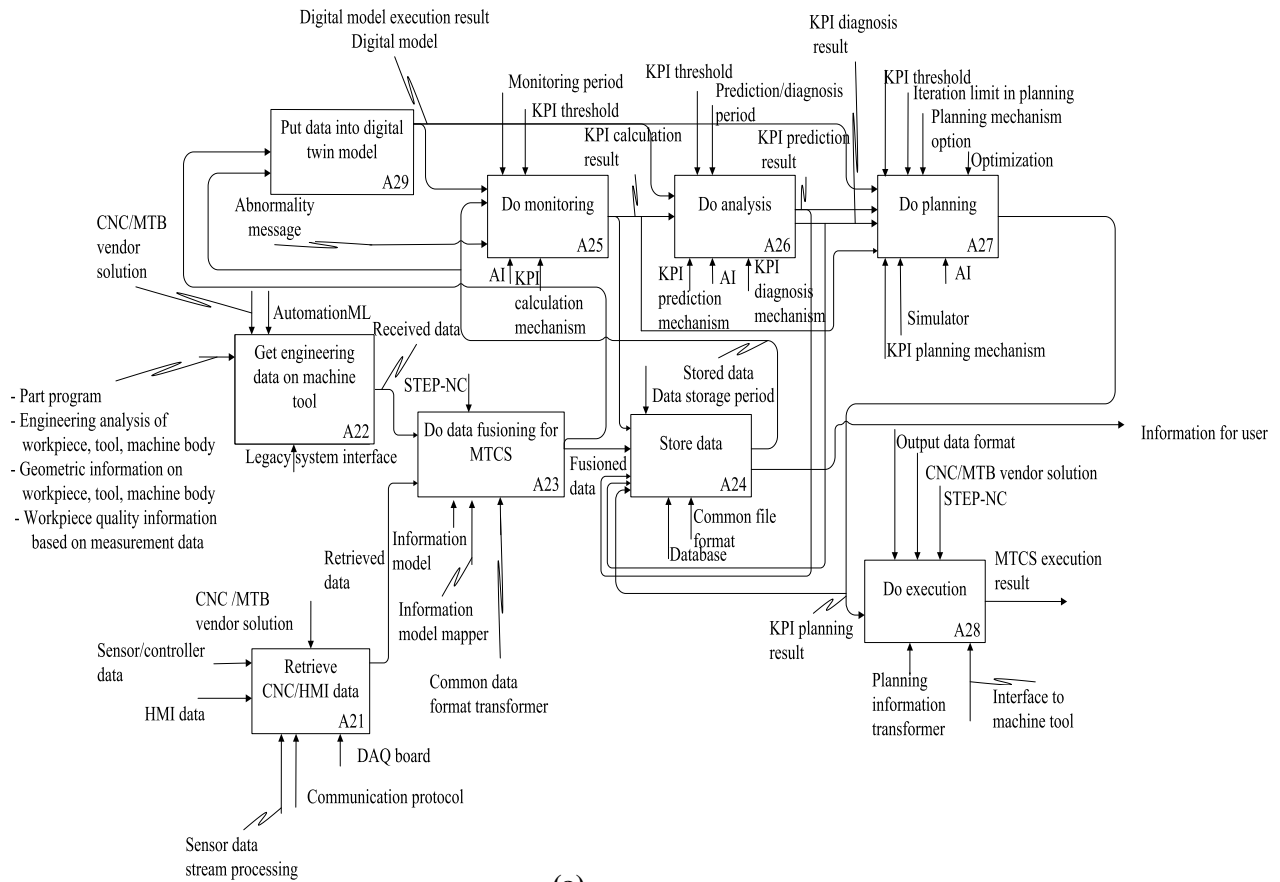 Digital model execution result
Digital model
KPI diagnosis
result
Monitoring period
KPI threshold
KPI threshold
Prediction/diagnosis
period
KPI threshold
Iteration limit in planning
Planning mechanism
option
Optimization
Put data into digital
twin model
A29
KPI calculation
result
KPI prediction
result
Abnormality
message
Do monitoring
A25
Do analysis
A26
Do planning
A27
CNC/MTB
vendor
solution
AI
KPI
calculation
mechanism
KPI
prediction
mechanism
AI
KPI
diagnosis
mechanism
AI
Simulator
KPI planning mechanism
AutomationML
Received data
Get engineering
data on machine
tool
A22
Legacy system interface
- Part program
- Engineering analysis of
workpiece, tool, machine body
- Geometric information on
workpiece, tool, machine body
- Workpiece quality information
based on measurement data
STEP-NC
Do data fusioning for
MTCS
A23
Fusioned
data
Stored data
Data storage period
Store data
A24
Common file
format
Database
Information for user
Output data format
CNC/MTB vendor solution
STEP-NC
Do execution
A28
MTCS execution
result
KPI planning
result
Planning
information
transformer
Interface to
machine tool
Information
model
Information
model mapper
Common data
format transformer
Retrieved
data
CNC /MTB
vendor solution
Sensor/controller
data
HMI data
Retrieve
CNC/HMI data
A21
DAQ board
Communication protocol
Sensor data
stream processing